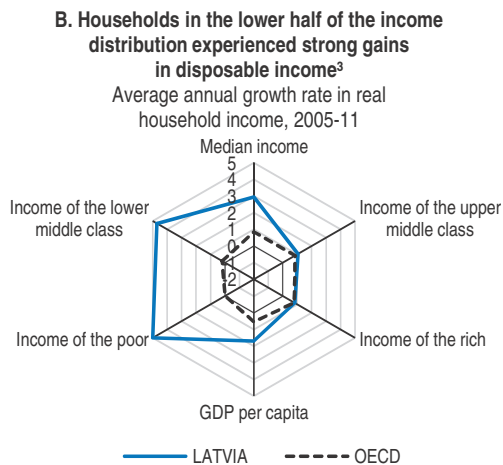 B. Households in the lower half of the income
distribution experienced strong gains
in disposable income³
Average annual growth rate in real
household income, 2005-11
Median income
5
4
3
2
1
0
-1
-2
Income of the lower
middle class
Income of the upper
middle class
Income of the poor
Income of the rich
GDP per capita
LATVIA
OECD